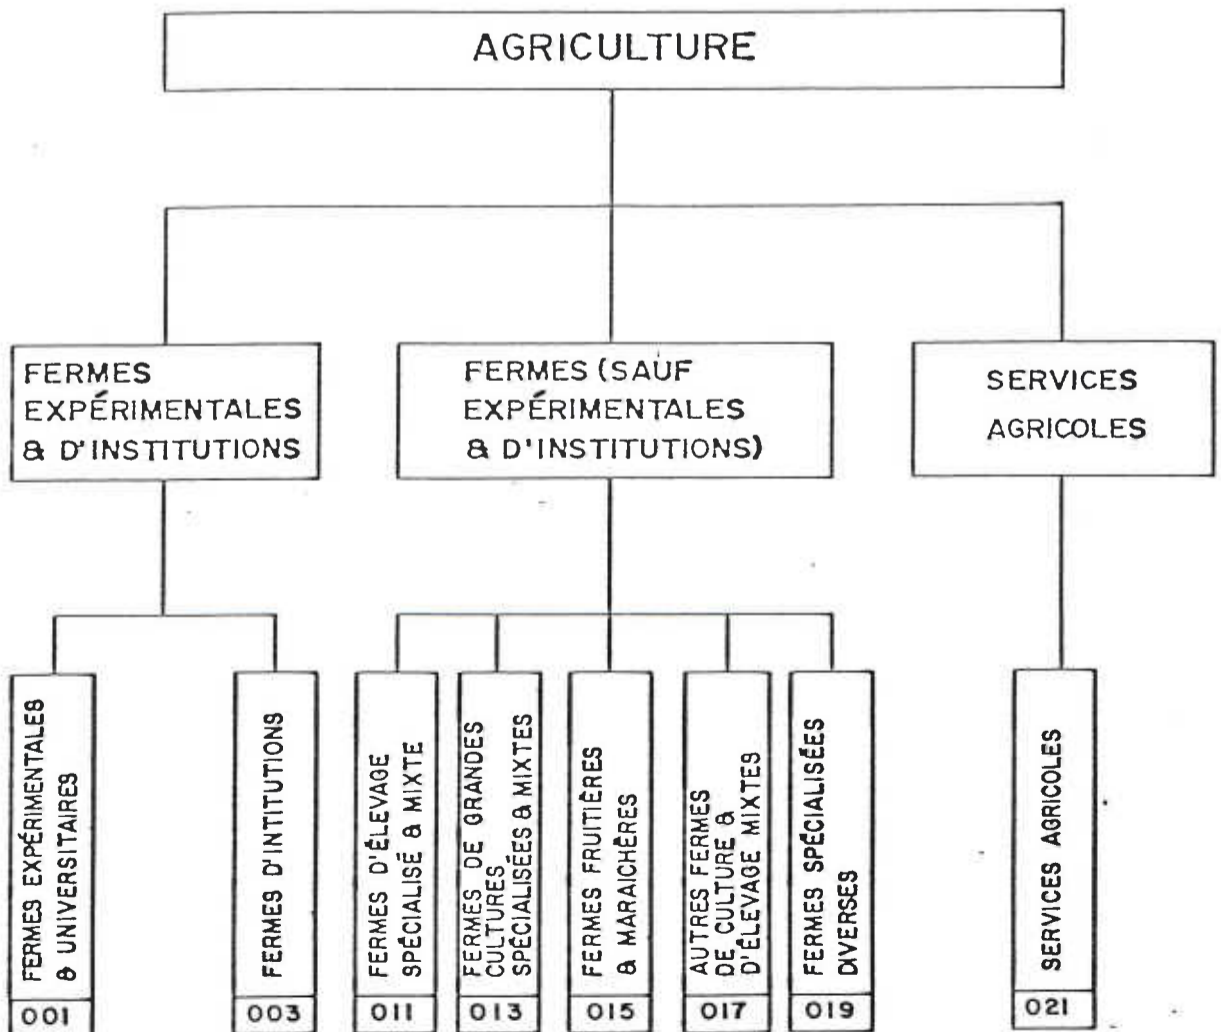 AGRICULTURE
FERMES
EXPÉRIMENTALES
& D'INSTITUTIONS
FERMES (SAUF
EXPÉRIMENTALES
& D'INSTITUTIONS)
SERVICES
AGRICOLES
FERMES EXPÉRIMENTALES
& UNIVERSITAIRES
001
FERMES D'INTITUTIONS
003
FERMES D'ÉLEVAGE
SPÉCIALISÉ & MIXTE
011
FERMES DE GRANDES
CULTURES
SPÉCIALISÉES & MIXTES
013
FERMES FRUITIÈRES
& MARAICHÈRES
015
AUTRES FERMES
DE CULTURE &
D'ÉLEVAGE MIXTES
017
FERMES SPÉCIALISÉES
DIVERSES
019
SERVICES AGRICOLES
021